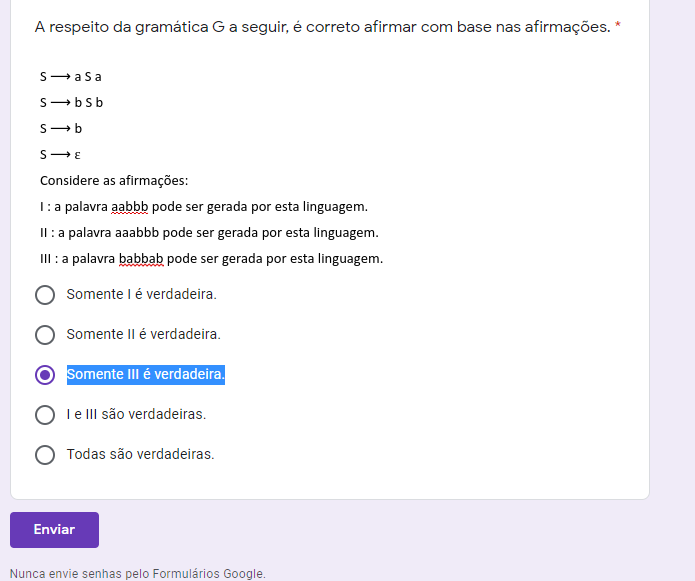 A respeito da gramática G a seguir, é correto afirmar com base nas afirmações. *
S ⟶ a S a
S ⟶ b S b
S ⟶ b
S ⟶ ε
Considere as afirmações:
I : a palavra aabbb pode ser gerada por esta linguagem.
II : a palavra aaabbb pode ser gerada por esta linguagem.
III : a palavra babbab pode ser gerada por esta linguagem.
Somente I é verdadeira.
Somente II é verdadeira.
Somente III é verdadeira.
I e III são verdadeiras.
Todas são verdadeiras.
Enviar
Nunca envie senhas pelo Formulários Google.